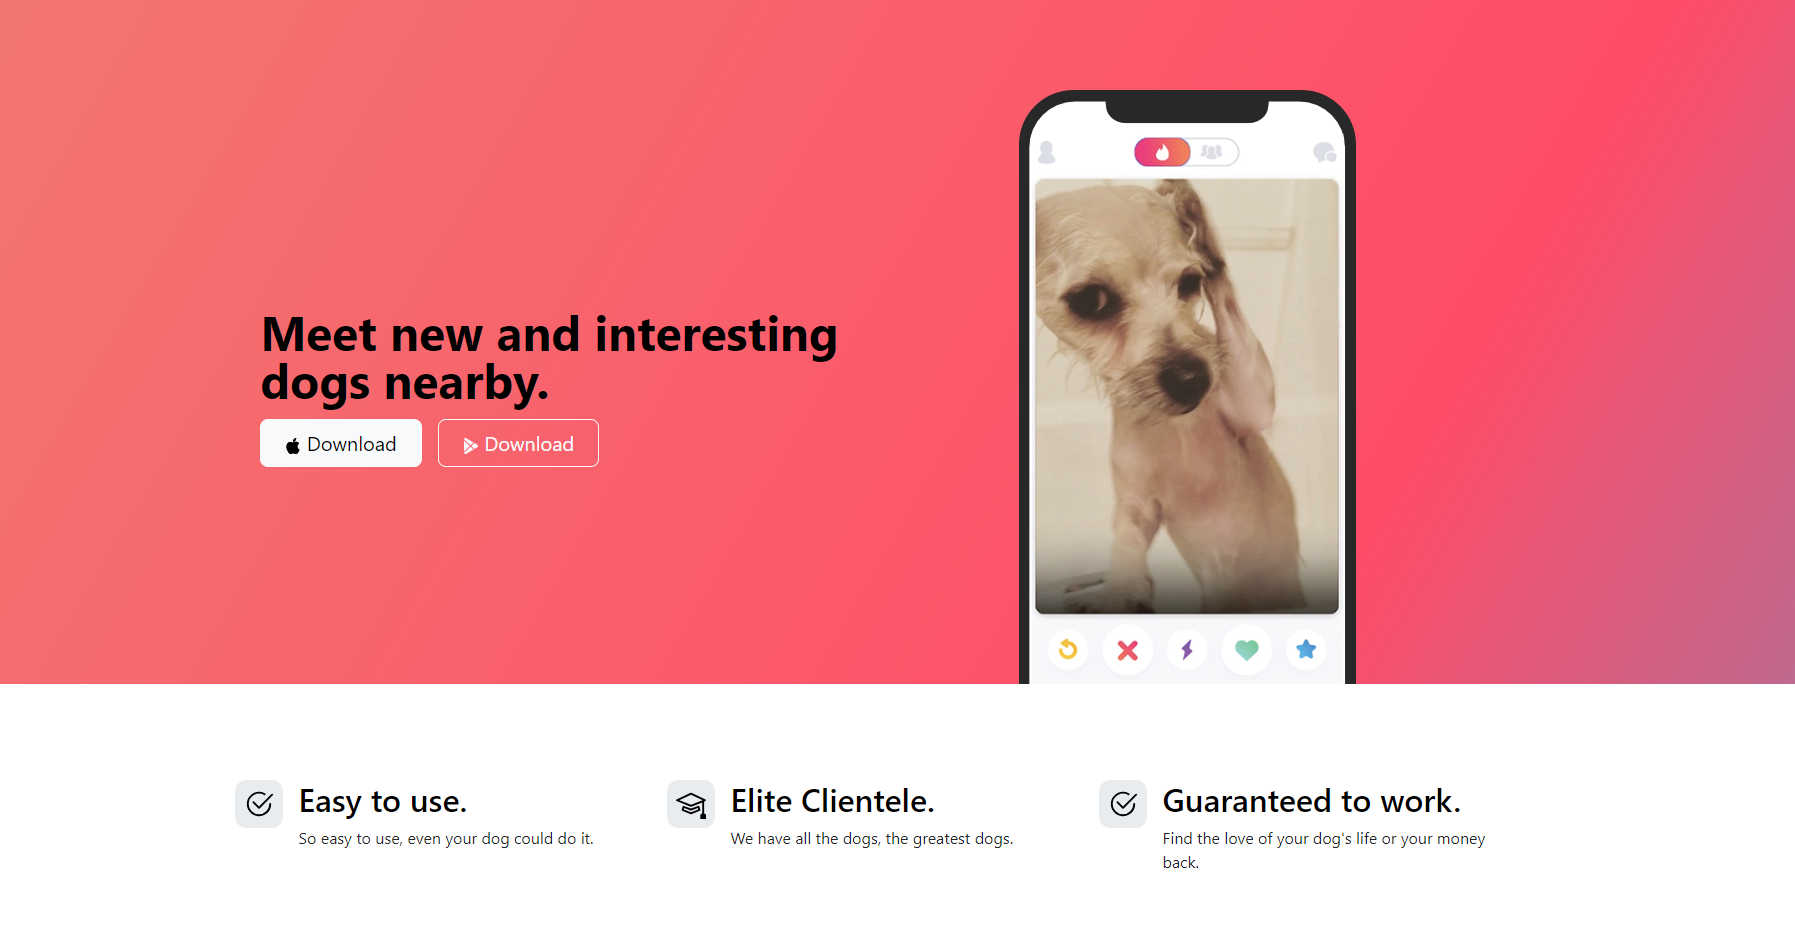 Meet new and interesting
dogs nearby.
Download
Download
Easy to use.
So easy to use, even your dog could do it.
Elite Clientele.
We have all the dogs, the greatest dogs.
Guaranteed to work.
Find the love of your dog's life or your money
back.